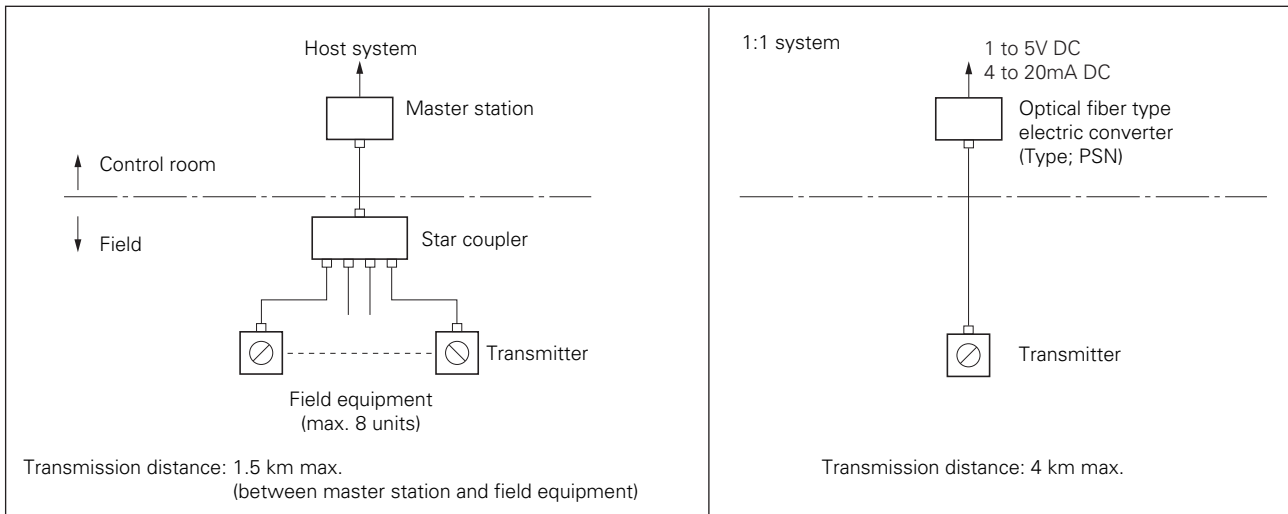 Host system
Master station
Control room
Field
Star coupler
Transmitter
Field equipment
(max. 8 units)
Transmission distance: 1.5 km max.
(between master station and field equipment)
1:1 system
1 to 5V DC
4 to 20mA DC
Optical fiber type
electric converter
(Type; PSN)
Transmitter
Transmission distance: 4 km max.